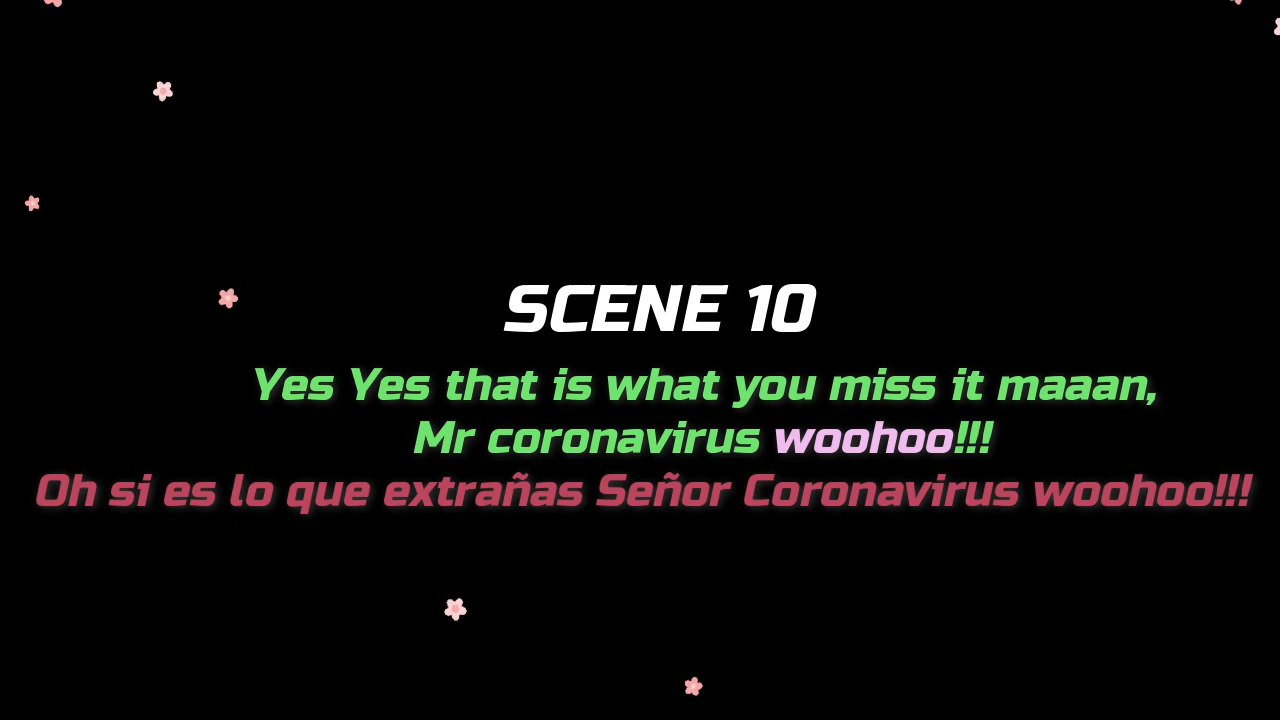 SCENE 10
Yes Yes that is what you miss it maaan,
Mr coronavirus woohoo!!!
Oh si es lo que extrañas Señor Coronavirus woohoo!!!